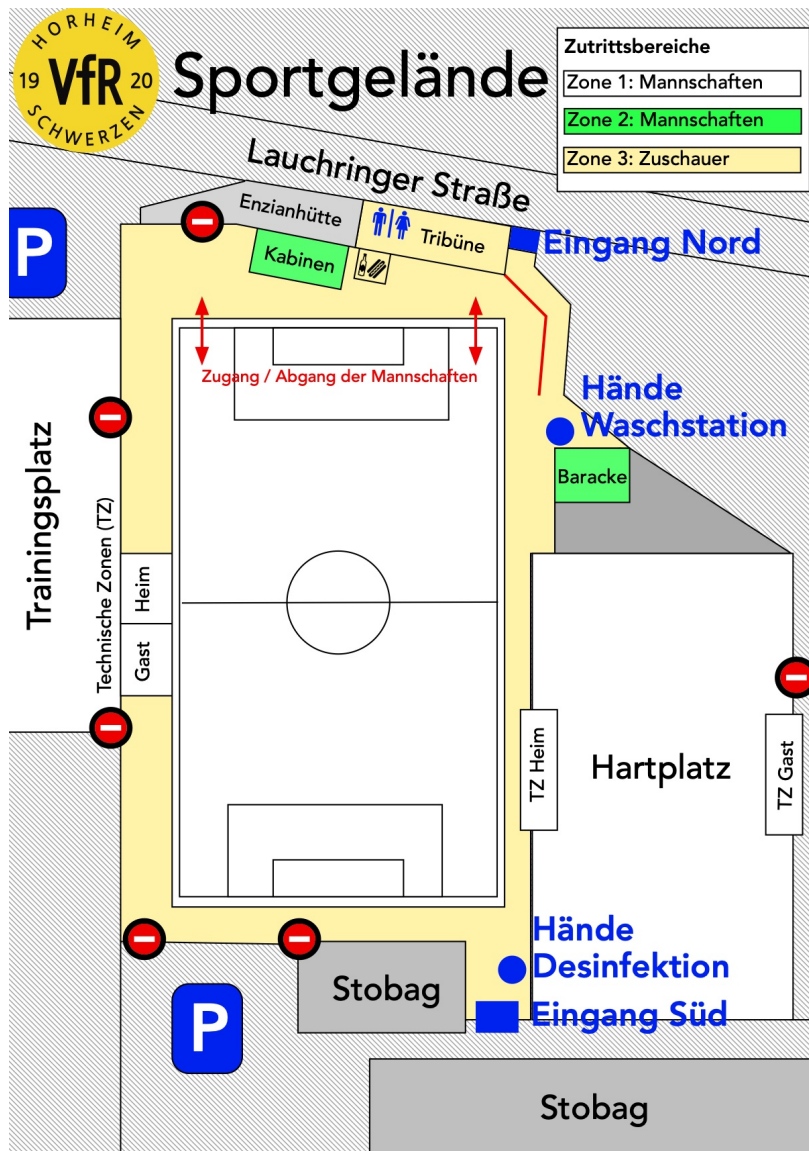 HORHEIM
19 VfR 20
SCHWERZEN
Sportgelände
Zutrittsbereiche
Zone 1: Mannschaften
Zone 2: Mannschaften
Zone 3: Zuschauer
Lauchringer Straße
Enzianhütte
Tribüne
Eingang Nord
P
Kabinen
Zugang / Abgang der Mannschaften
Hände
Waschstation
Baracke
Trainingsplatz
Technische Zonen (TZ)
Heim
Gast
TZ Heim
Hartplatz
TZ Gast
Hände
Desinfektion
Stobag
Eingang Süd
P
Stobag